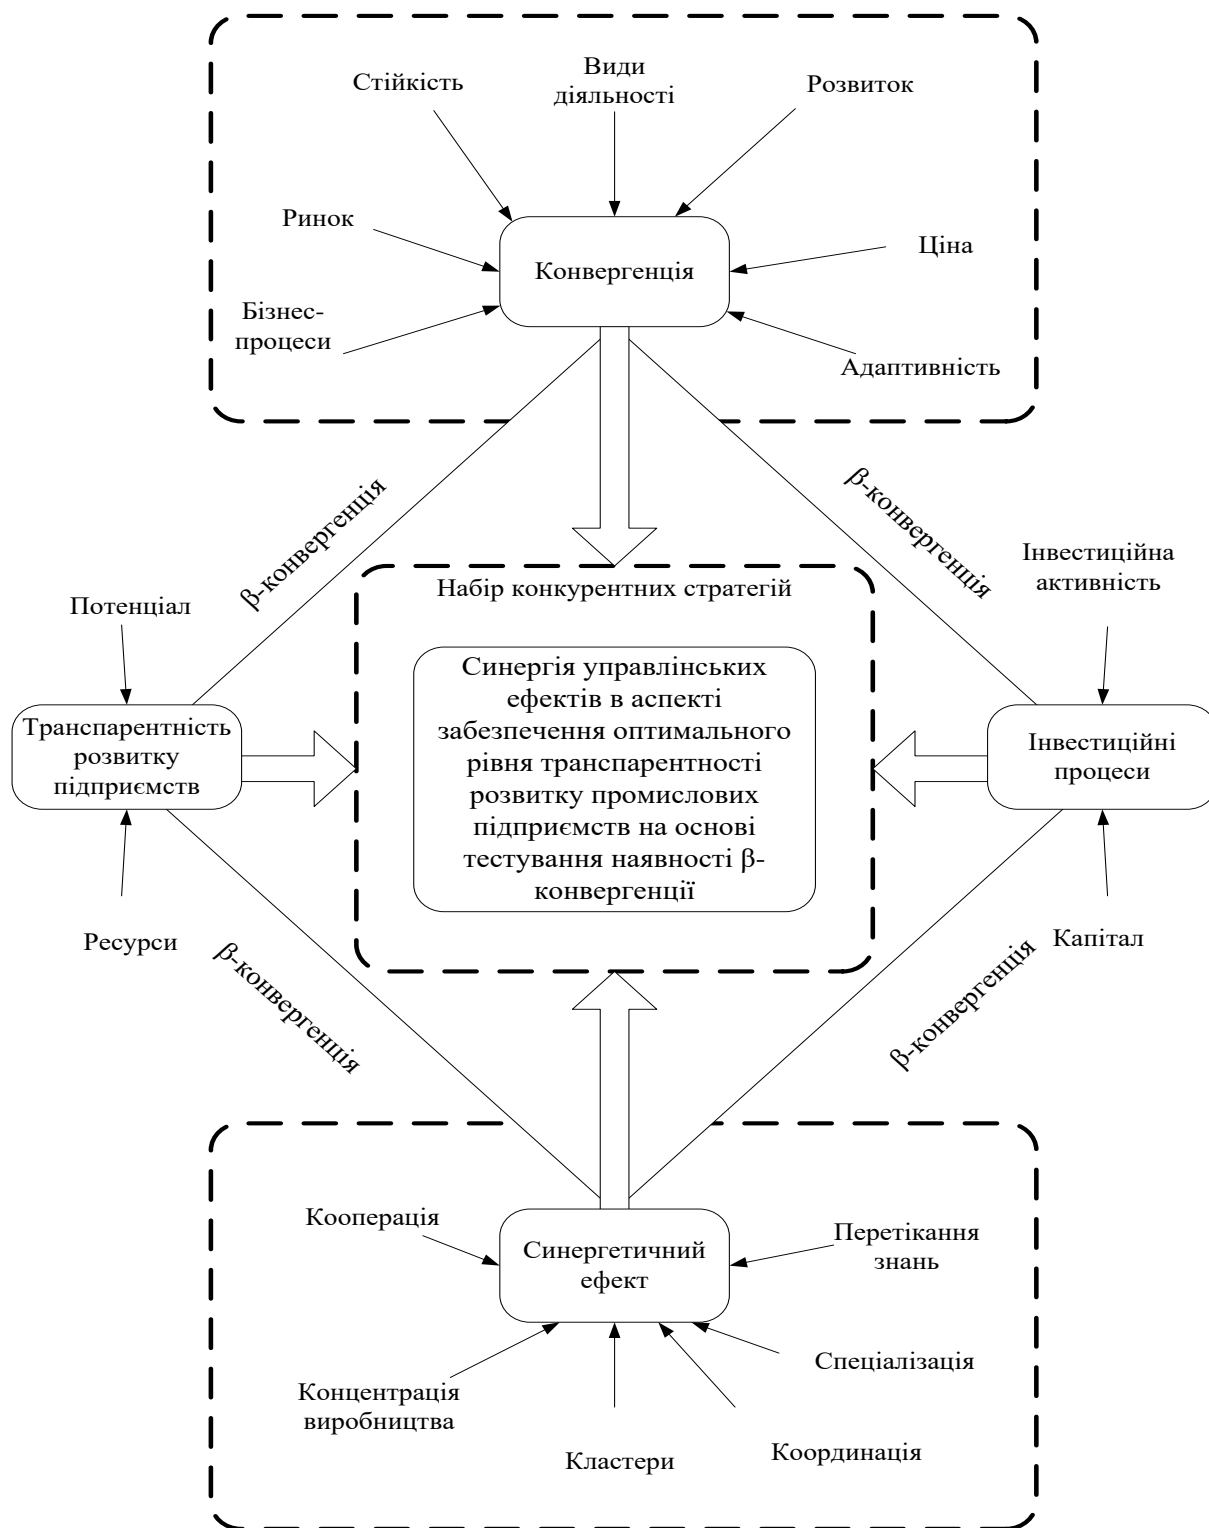 Стійкість
Види
діяльності
Розвиток
Ринок
Ціна
Конвергенція
Бізнес-
процеси
Адаптивність
β-конвергенція
β-конвергенція
Потенціал
Набір конкурентних стратегій
Інвестиційна
активність
Транспарентність
розвитку
підприємств
Синергія управлінських
ефектів в аспекті
забезпечення оптимального
рівня транспарентності
розвитку промислових
підприємств на основі
тестування наявності β-
конвергенції
Інвестиційні
процеси
Ресурси
Капітал
β-конвергенція
β-конвергенція
Кооперація
Синергетичний
ефект
Перетікання
знань
Концентрація
виробництва
Спеціалізація
Кластери
Координація